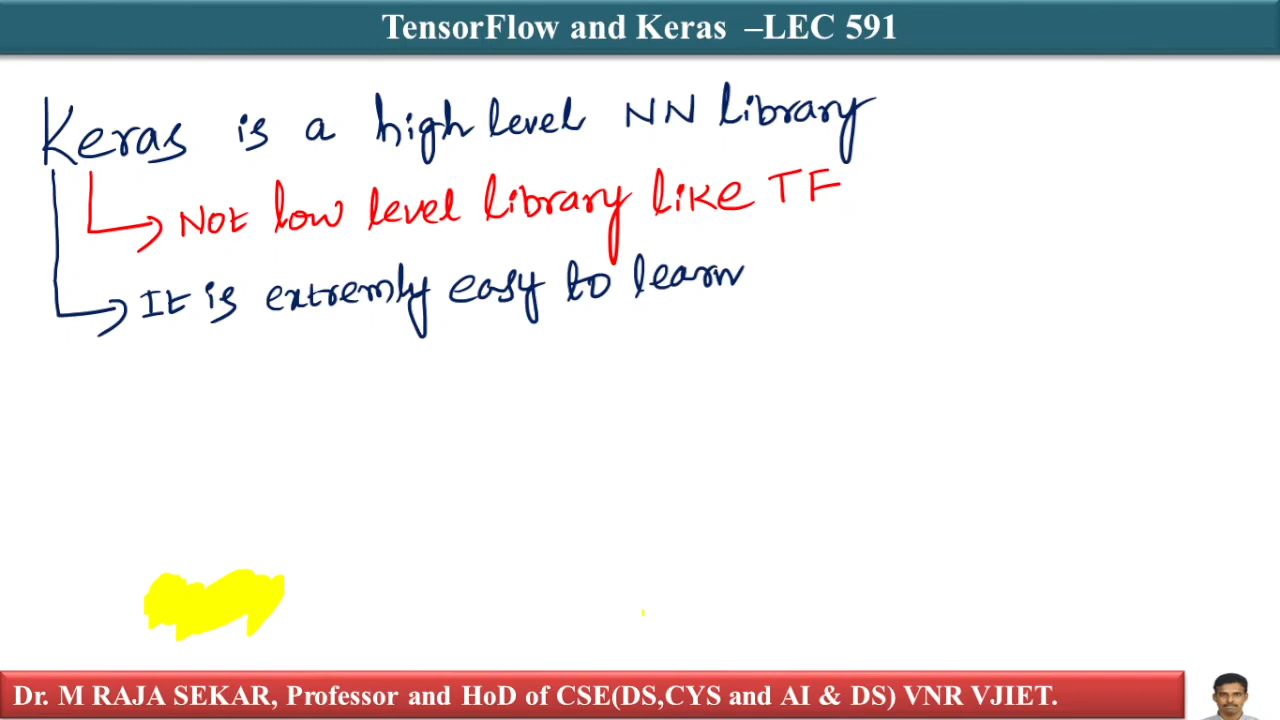 TensorFlow and Keras –LEC 591
Keras is a high level NN library
Not low level library like TF
It is extremly easy to learn
Dr. M RAJA SEKAR, Professor and HoD of CSE(DS,CYS and AI & DS) VNR VJIET.